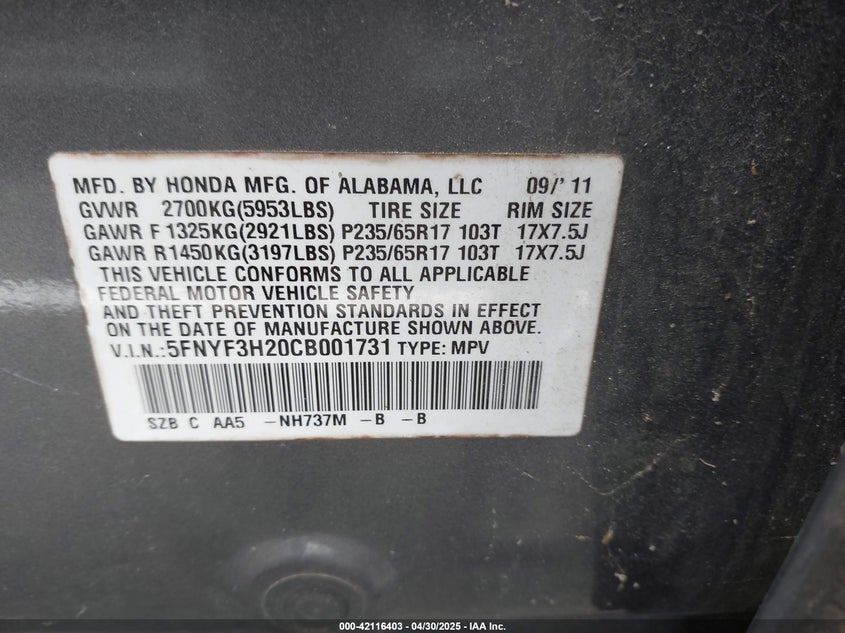 MFD. BY HONDA MFG. OF ALABAMA, LLC 09/' 11
GVWR 2700KG(5953LBS) TIRE SIZE RIM SIZE
GAWR F 1325KG(2921LBS) P235/65R17 103T 17X7.5J
GAWR R1450KG(3197LBS) P235/65R17 103T 17X7.5J
THIS VEHICLE CONFORMS TO ALL APPLICABLE
FEDERAL MOTOR VEHICLE SAFETY
AND THEFT PREVENTION STANDARDS IN EFFECT
ON THE DATE OF MANUFACTURE SHOWN ABOVE.
V.I.N.:5FNYF3H20CB001731 TYPE: MPV
SZB C AA5 -NH737M -B -B
000-42116403 - 04/30/2025 - IAA Inc.